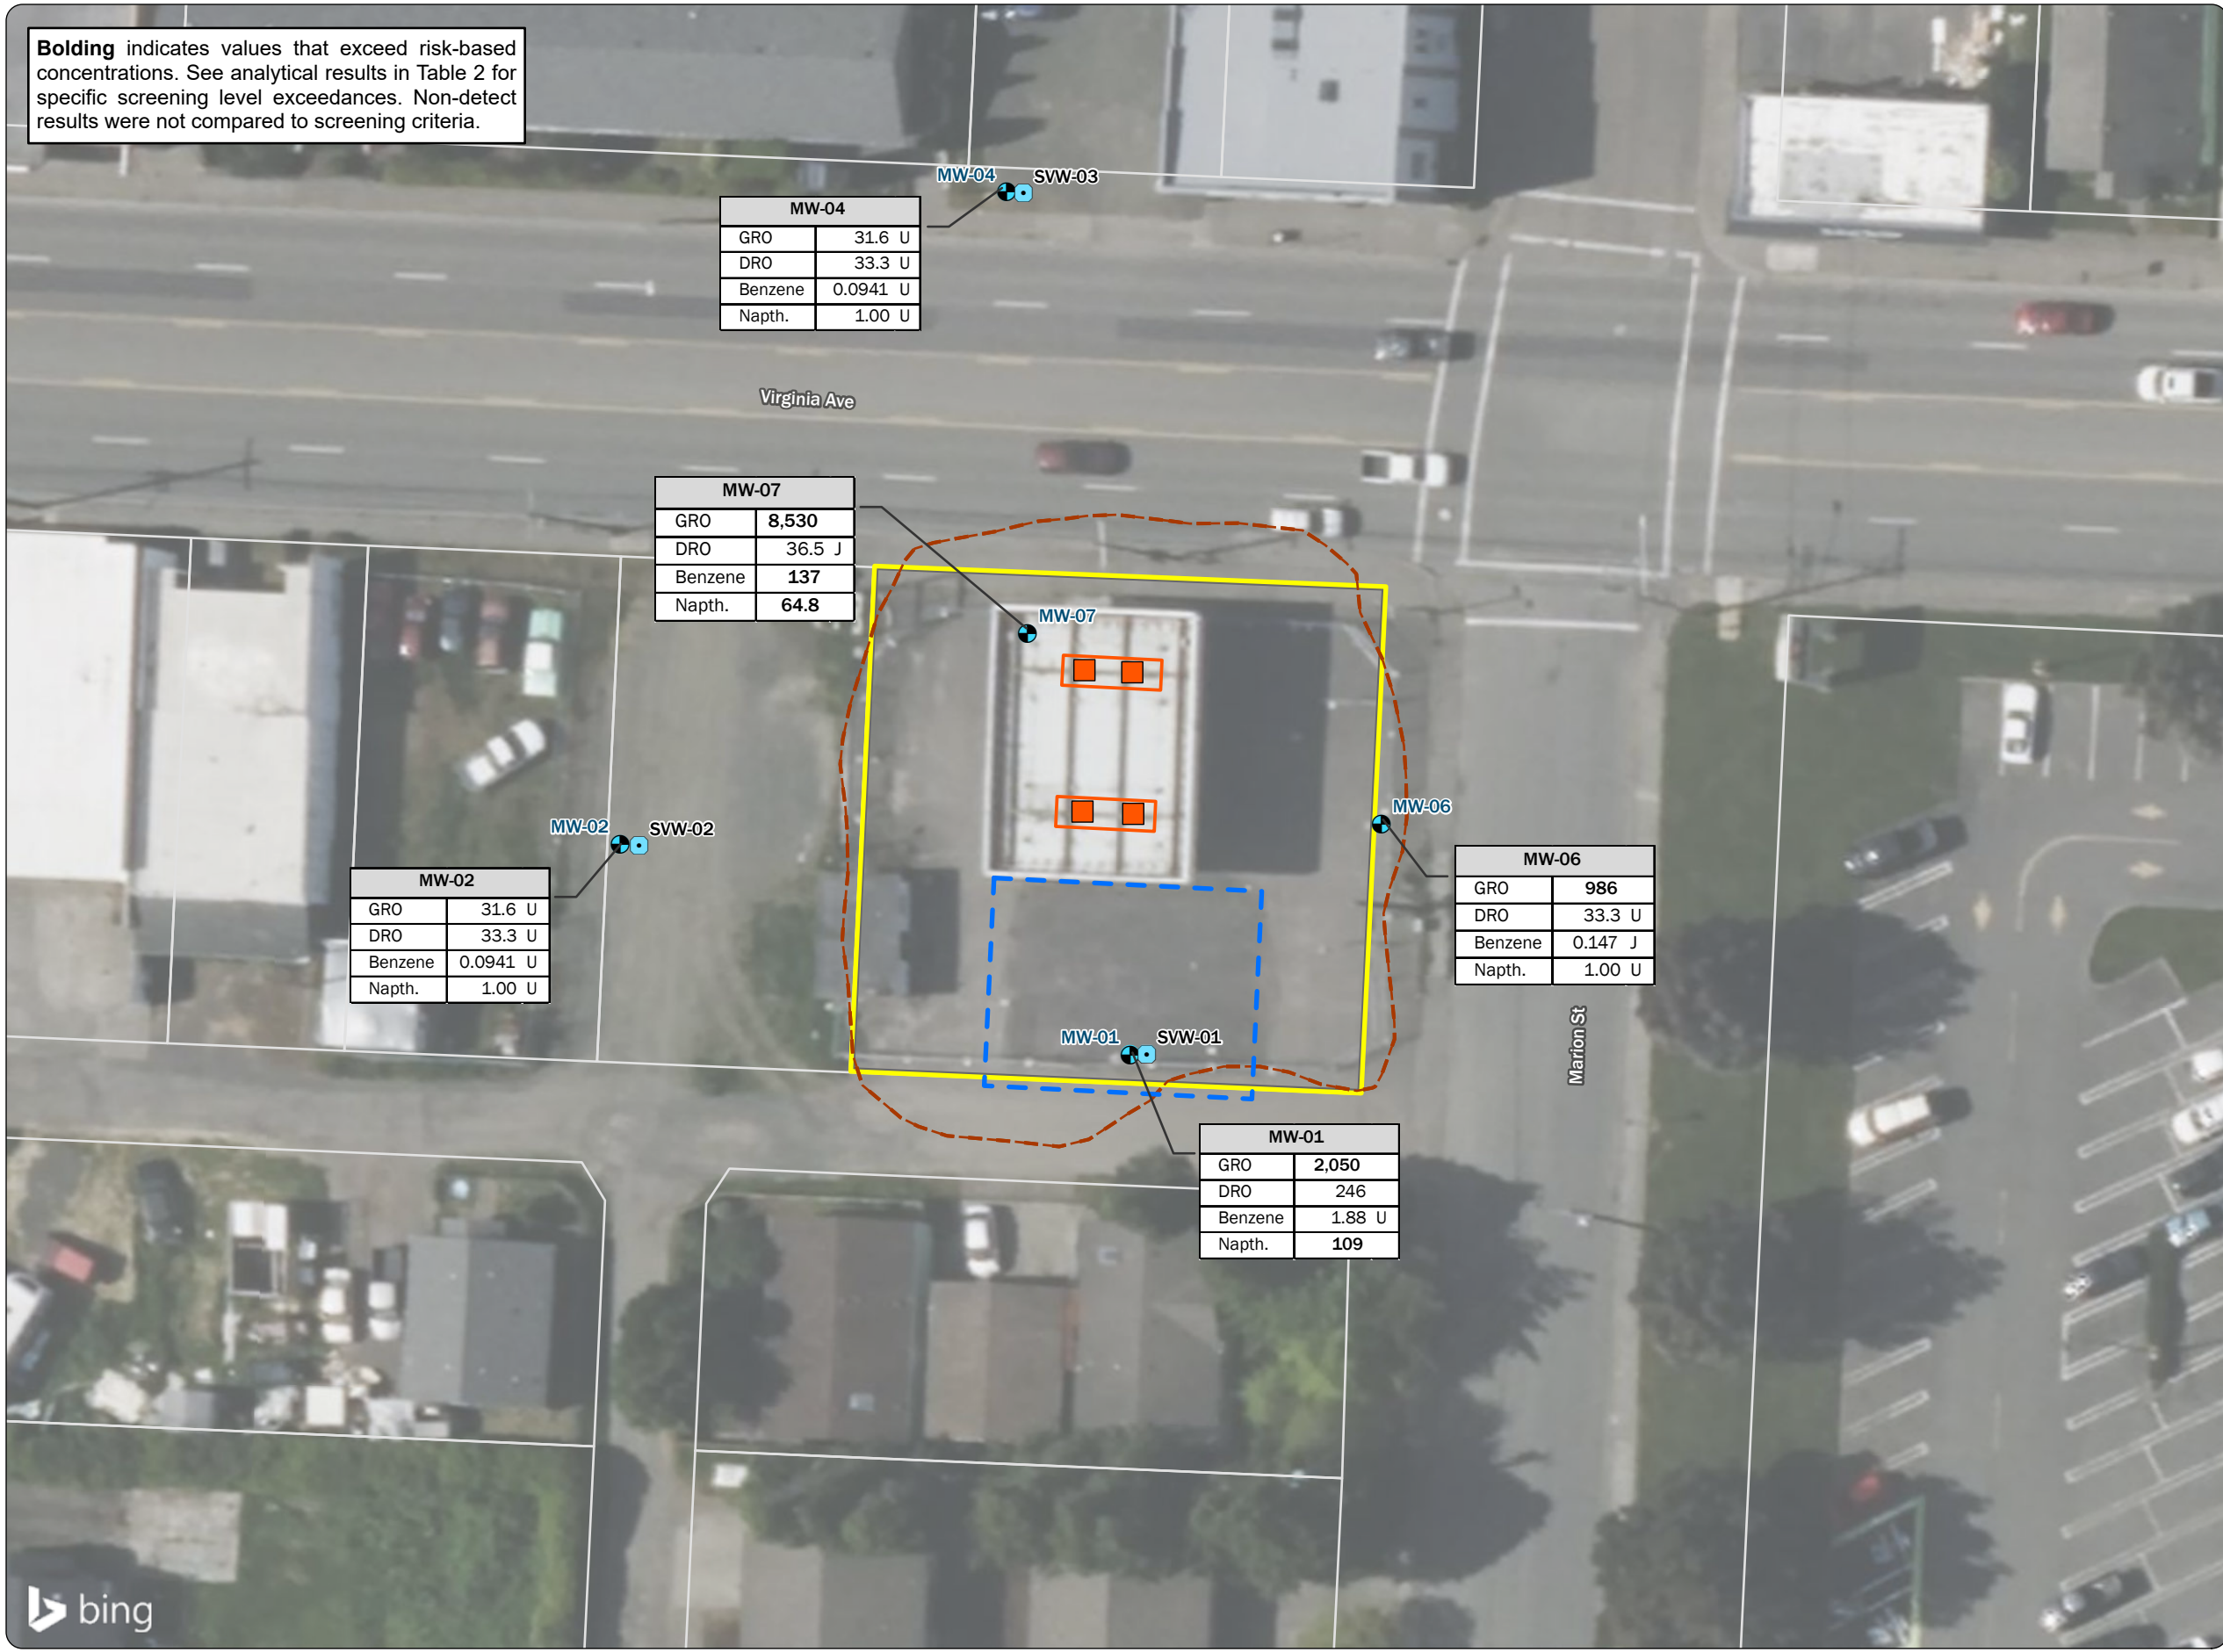 Bolding indicates values that exceed risk-based
concentrations. See analytical results in Table 2 for
specific screening level exceedances. Non-detect
results were not compared to screening criteria.
MW-04 SVW-03
MW-04
GRO 31.6 U
DRO 33.3 U
Benzene 0.0941 U
Napth. 1.00 U
Virginia Ave
MW-07
GRO 8,530
DRO 36.5 J
Benzene 137
Napth. 64.8
MW-07
MW-02 SVW-02
MW-02
GRO 31.6 U
DRO 33.3 U
Benzene 0.0941 U
Napth. 1.00 U
MW-06
MW-06
GRO 986
DRO 33.3 U
Benzene 0.147 J
Napth. 1.00 U
Marion St
MW-01 SVW-01
MW-01
GRO 2,050
DRO 246
Benzene 1.88 U
Napth. 109
bing